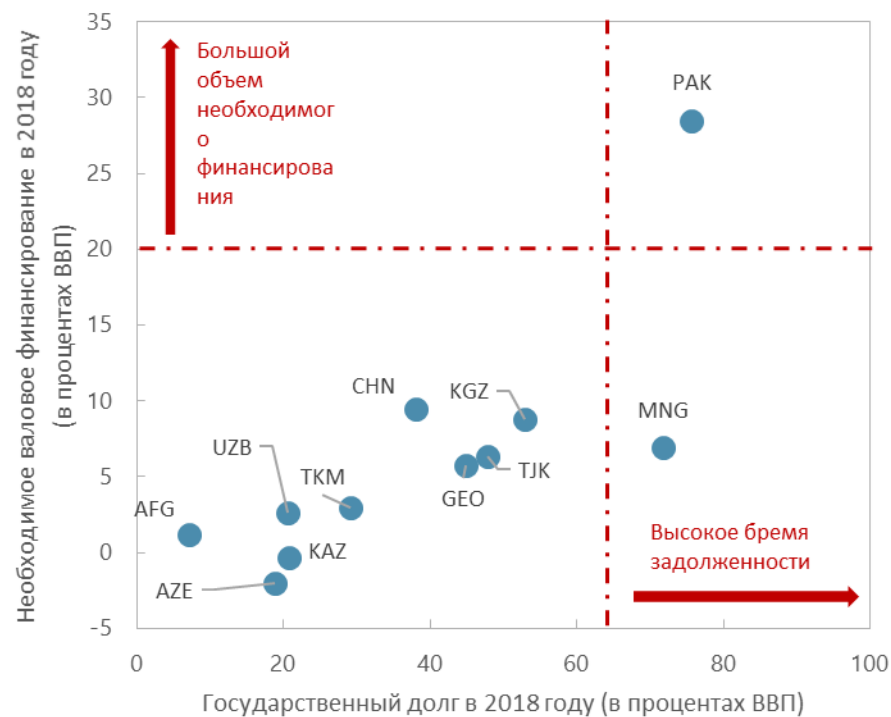 Необходимое валовое финансирование в 2018 году
(в процентах ВВП)
35
30
25
20
15
10
5
0
-5
Большой
объем
необходимог
о
финансирова
ния
PAK
CHN
KGZ
MNG
UZB
TKM
GEO
TJK
AFG
KAZ
AZE
Высокое бремя
задолженности
0
20
40
60
80
100
Государственный долг в 2018 году (в процентах ВВП)